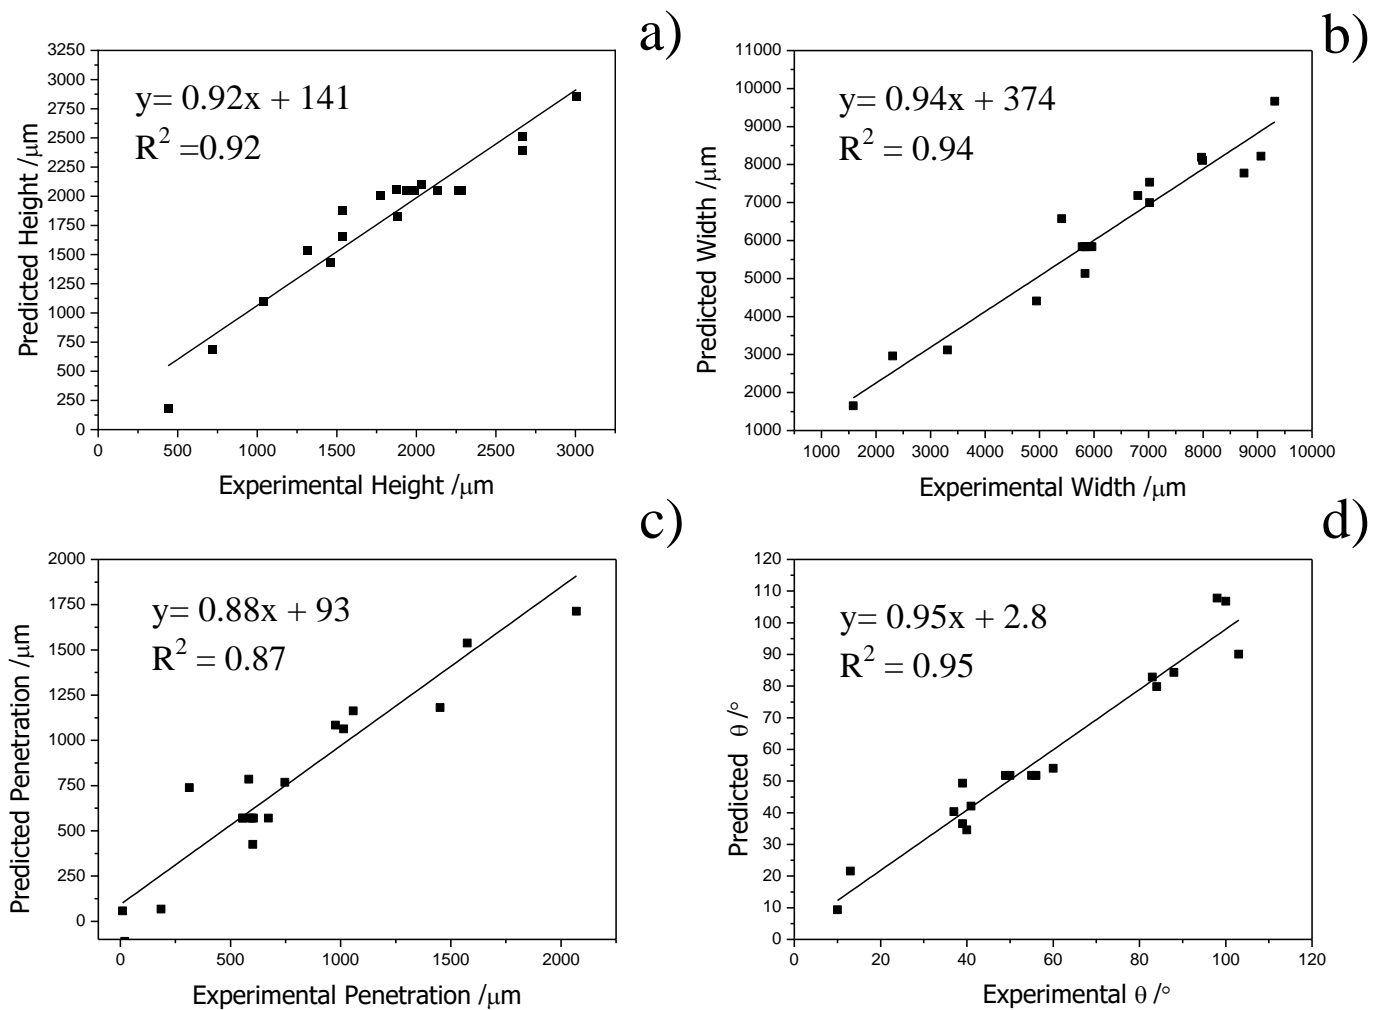 a)
y= 0.92x + 141
R² =0.92
3250
3000
2750
2500
2250
2000
1750
1500
1250
1000
750
500
250
0
Predicted Height /μm
0 500 1000 1500 2000 2500 3000
Experimental Height /μm
b)
y= 0.94x + 374
R² = 0.94
11000
10000
9000
8000
7000
6000
5000
4000
3000
2000
1000
Predicted Width /μm
1000 2000 3000 4000 5000 6000 7000 8000 9000 10000
Experimental Width /μm
c)
y= 0.88x + 93
R² = 0.87
2000
1750
1500
1250
1000
750
500
250
0
Predicted Penetration /μm
0 500 1000 1500 2000
Experimental Penetration /μm
d)
y= 0.95x + 2.8
R² = 0.95
120
110
100
90
80
70
60
50
40
30
20
10
0
Predicted θ /°
0 20 40 60 80 100 120
Experimental θ /°